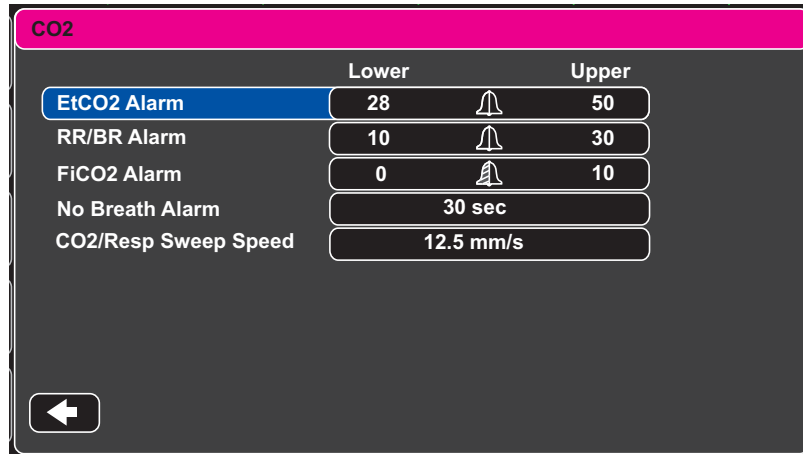 CO2
Lower Upper
EtCO2 Alarm 28 50
RR/BR Alarm 10 30
FiCO2 Alarm 0 10
No Breath Alarm 30 sec
CO2/Resp Sweep Speed 12.5 mm/s